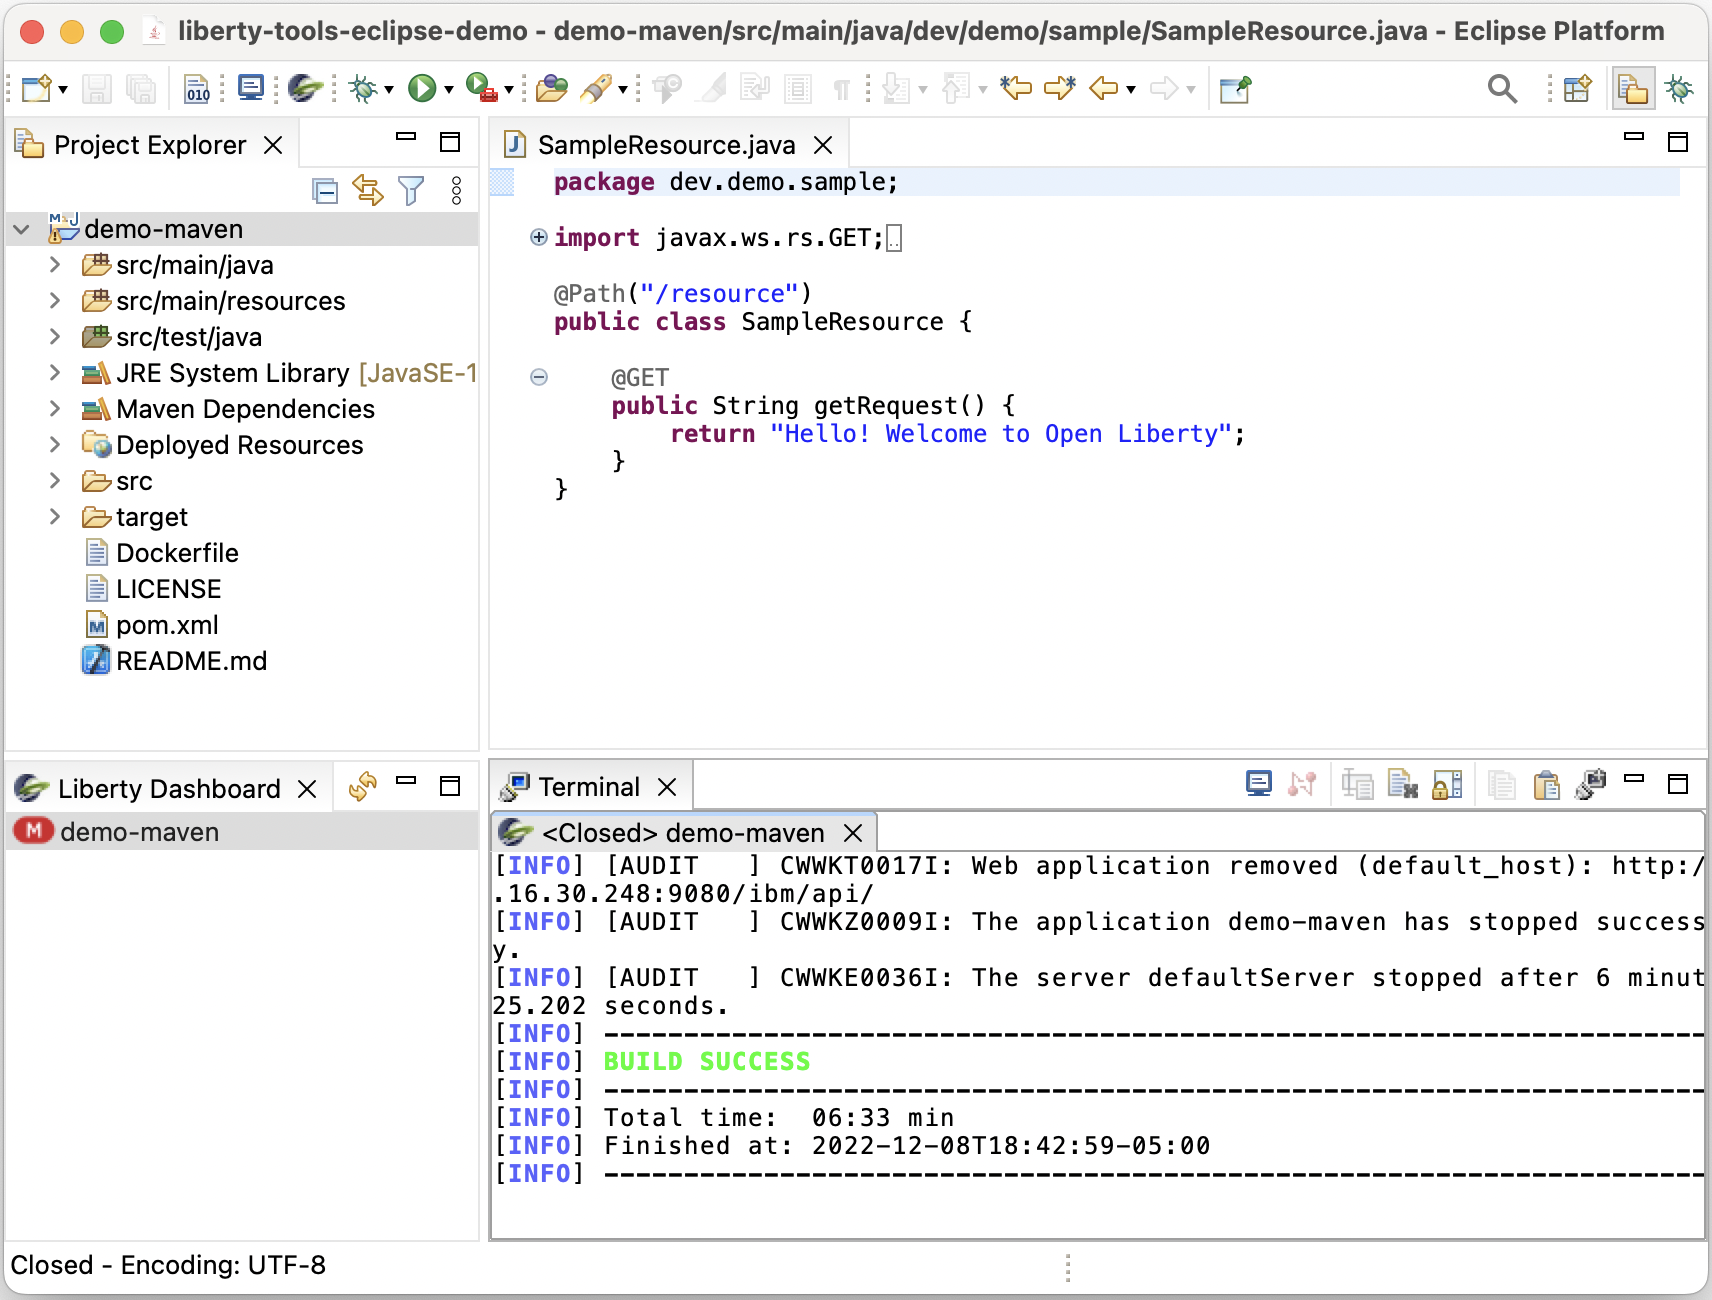 liberty-tools-eclipse-demo - demo-maven/src/main/java/dev/demo/sample/SampleResource.java - Eclipse Platform
010
Project Explorer
demo-maven
src/main/java
src/main/resources
src/test/java
JRE System Library [JavaSE-1
Maven Dependencies
Deployed Resources
src
target
Dockerfile
LICENSE
pom.xml
README.md
SampleResource.java
package dev.demo.sample;
import javax.ws.rs.GET;
@Path("/resource")
public class SampleResource {
@GET
public String getRequest() {
return "Hello! Welcome to Open Liberty";
}
}
Liberty Dashboard
M demo-maven
Terminal
<Closed> demo-maven
[INFO] [AUDIT   ] CWWKT0017I: Web application removed (default_host): http:/
.16.30.248:9080/ibm/api/
[INFO] [AUDIT   ] CWWKZ0009I: The application demo-maven has stopped success
y.
[INFO] [AUDIT   ] CWWKE0036I: The server defaultServer stopped after 6 minut
25.202 seconds.
[INFO] ---------------------------------------------------------------------
[INFO] BUILD SUCCESS
[INFO] ---------------------------------------------------------------------
[INFO] Total time:  06:33 min
[INFO] Finished at: 2022-12-08T18:42:59-05:00
[INFO] ---------------------------------------------------------------------
Closed - Encoding: UTF-8